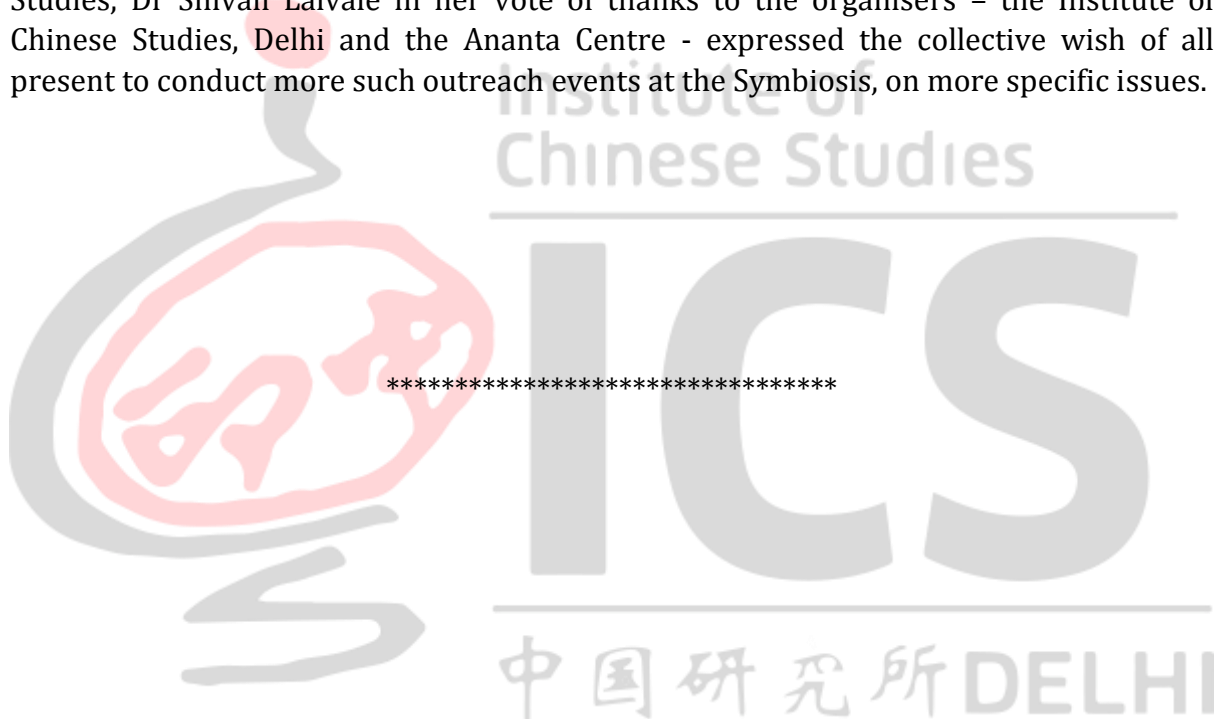 Studies, Dr in her vote of thanks to the organisers – the Institute of
Chinese Studies, Delhi and the Ananta Centre - expressed the collective wish of all
present to conduct more such outreach events at the Symbiosis, on more specific issues.
Institute of
Chinese Studies
ICS
*********************************
中国研究所DELHI